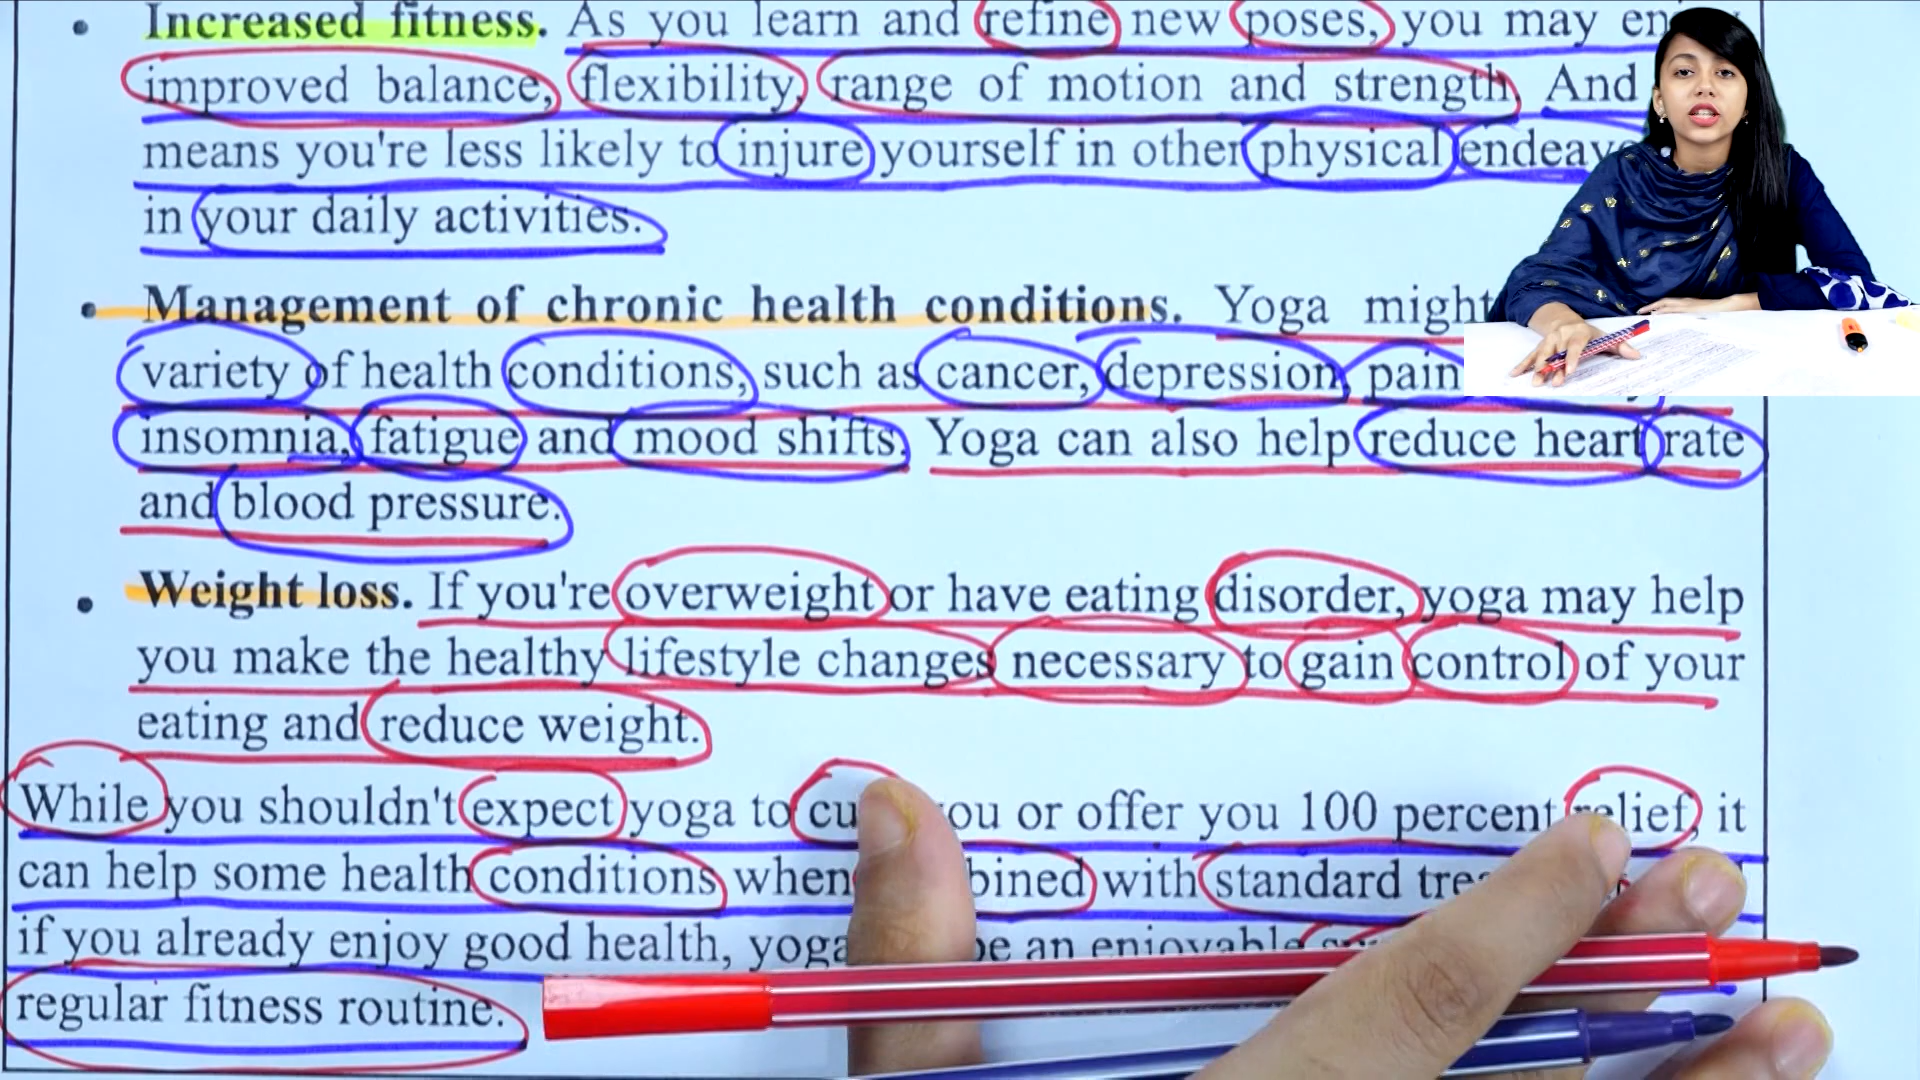 • Increased fitness. As you learn and refine new poses, you may
improved balance, flexibility, range of motion and strength. And
means you're less likely to injure yourself in other physical
in your daily activities.
• Management of chronic health conditions. Yoga might
variety of health conditions, such as cancer, depression, pain
insomnia, fatigue and mood shifts. Yoga can also help reduce heart rate
and blood pressure.
• Weight loss. If you're overweight or have eating disorder, yoga may help
you make the healthy lifestyle changes necessary to gain control of your
eating and reduce weight.
While you shouldn't expect yoga to you or offer you 100 percent relief, it
can help some health conditions when with standard
if you already enjoy good health, yoga be an enjoyable
regular fitness routine.